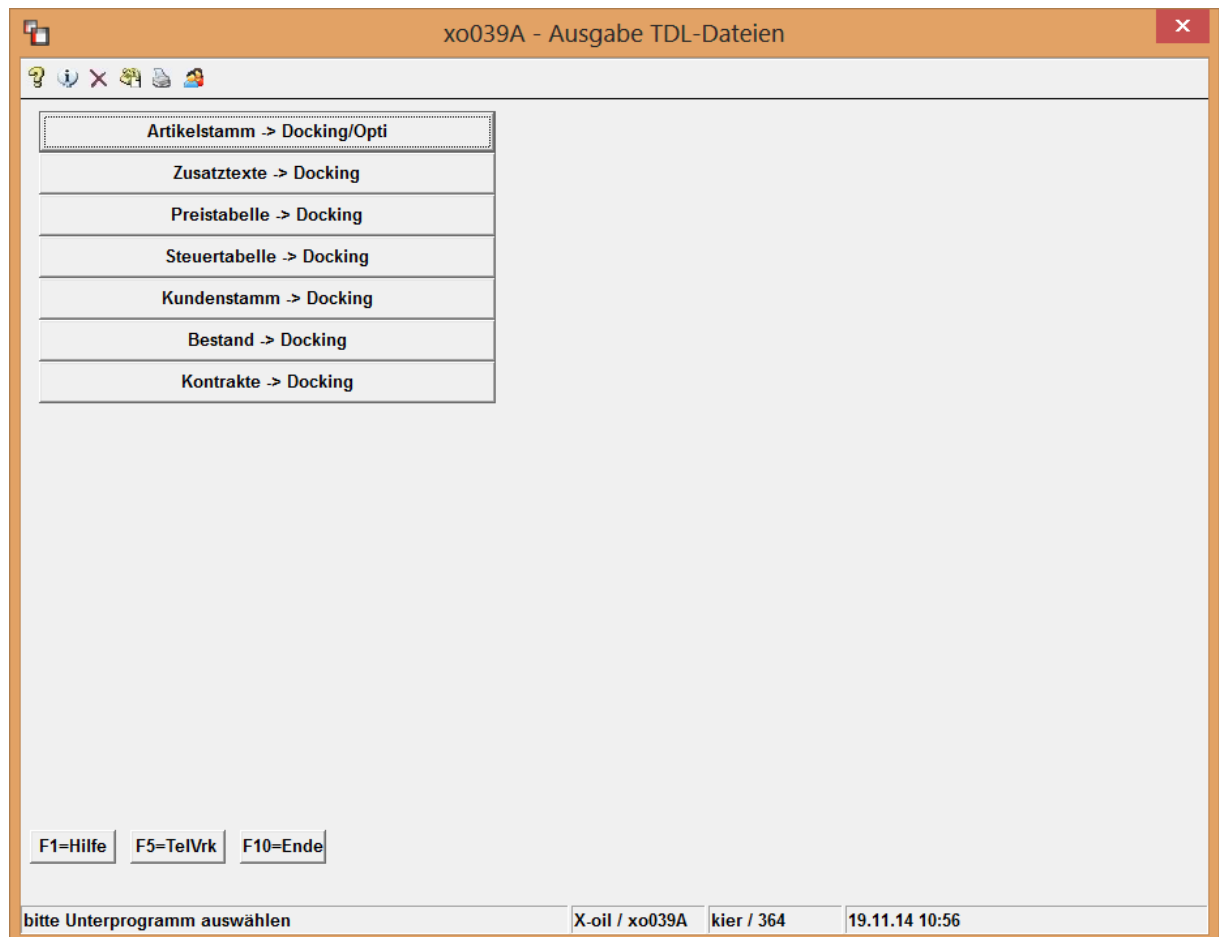 xo039A - Ausgabe TDL-Dateien
Artikelstamm -> Docking/Opti
Zusatztexte -> Docking
Preistabelle -> Docking
Steuertabelle -> Docking
Kundenstamm -> Docking
Bestand -> Docking
Kontrakte -> Docking
F1=Hilfe F5=TelVrk F10=Ende
bitte Unterprogramm auswählen X-oil / xo039A kier / 364 19.11.14 10:56